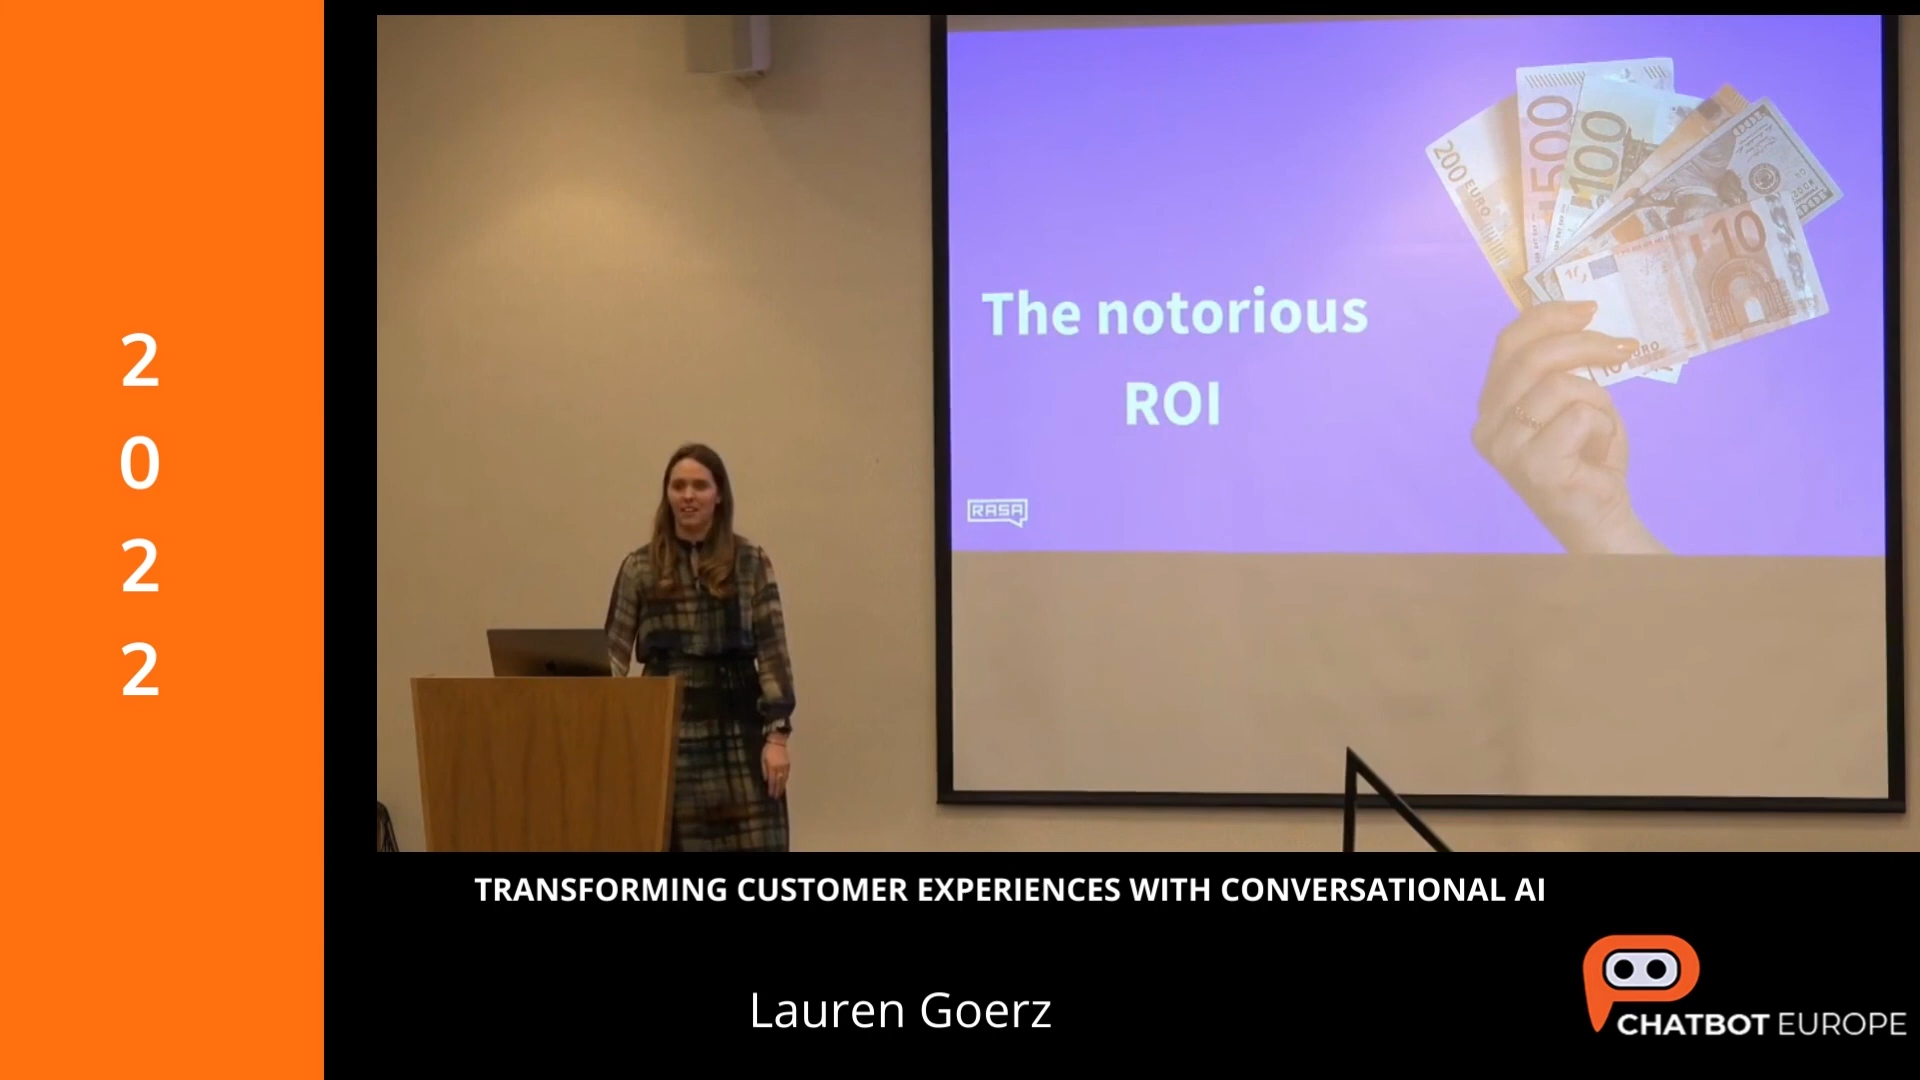 2
0
2
2
The notorious
ROI
RASA
200 EURO
500
100
100
10
TRANSFORMING CUSTOMER EXPERIENCES WITH CONVERSATIONAL AI
Lauren Goerz
CHATBOT EUROPE